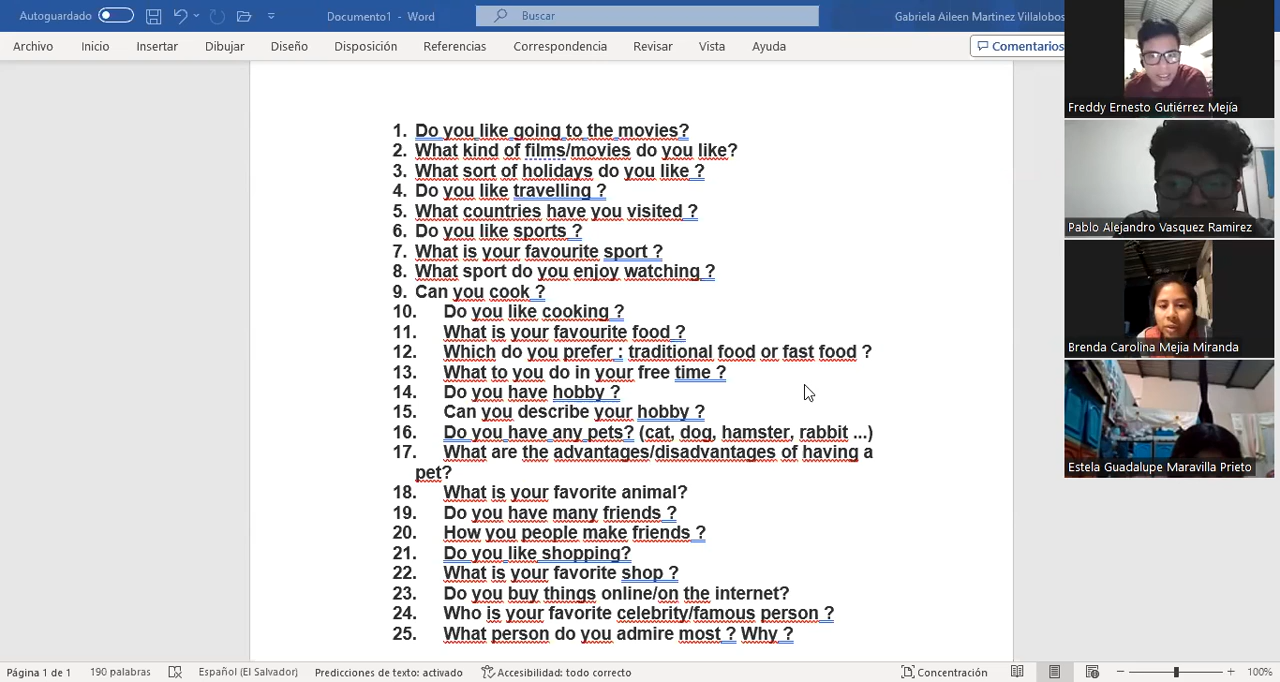 Autoguardado
Documento1 - Word
Buscar
Gabriela Aileen Martinez Villalobos
Archivo Inicio Insertar Dibujar Diseño Disposición Referencias Correspondencia Revisar Vista Ayuda Comentarios
1. Do you like going to the movies?
2. What kind of films/movies do you like?
3. What sort of holidays do you like ?
4. Do you like travelling ?
5. What countries have you visited ?
6. Do you like sports ?
7. What is your favourite sport ?
8. What sport do you enjoy watching ?
9. Can you cook ?
10. Do you like cooking ?
11. What is your favourite food ?
12. Which do you prefer : traditional food or fast food ?
13. What to you do in your free time ?
14. Do you have hobby ?
15. Can you describe your hobby ?
16. Do you have any pets? (cat, dog, hamster, rabbit ...)
17. What are the advantages/disadvantages of having a
pet?
18. What is your favorite animal?
19. Do you have many friends ?
20. How you people make friends ?
21. Do you like shopping?
22. What is your favorite shop ?
23. Do you buy things online/on the internet?
24. Who is your favorite celebrity/famous person ?
25. What person do you admire most ? Why ?
Freddy Ernesto Gutiérrez Mejía
Pablo Alejandro Vasquez Ramirez
Brenda Carolina Mejia Miranda
Estela Guadalupe Maravilla Prieto
Página 1 de 1 190 palabras Español (El Salvador) Predicciones de texto: activado Accesibilidad: todo correcto Concentración 100%